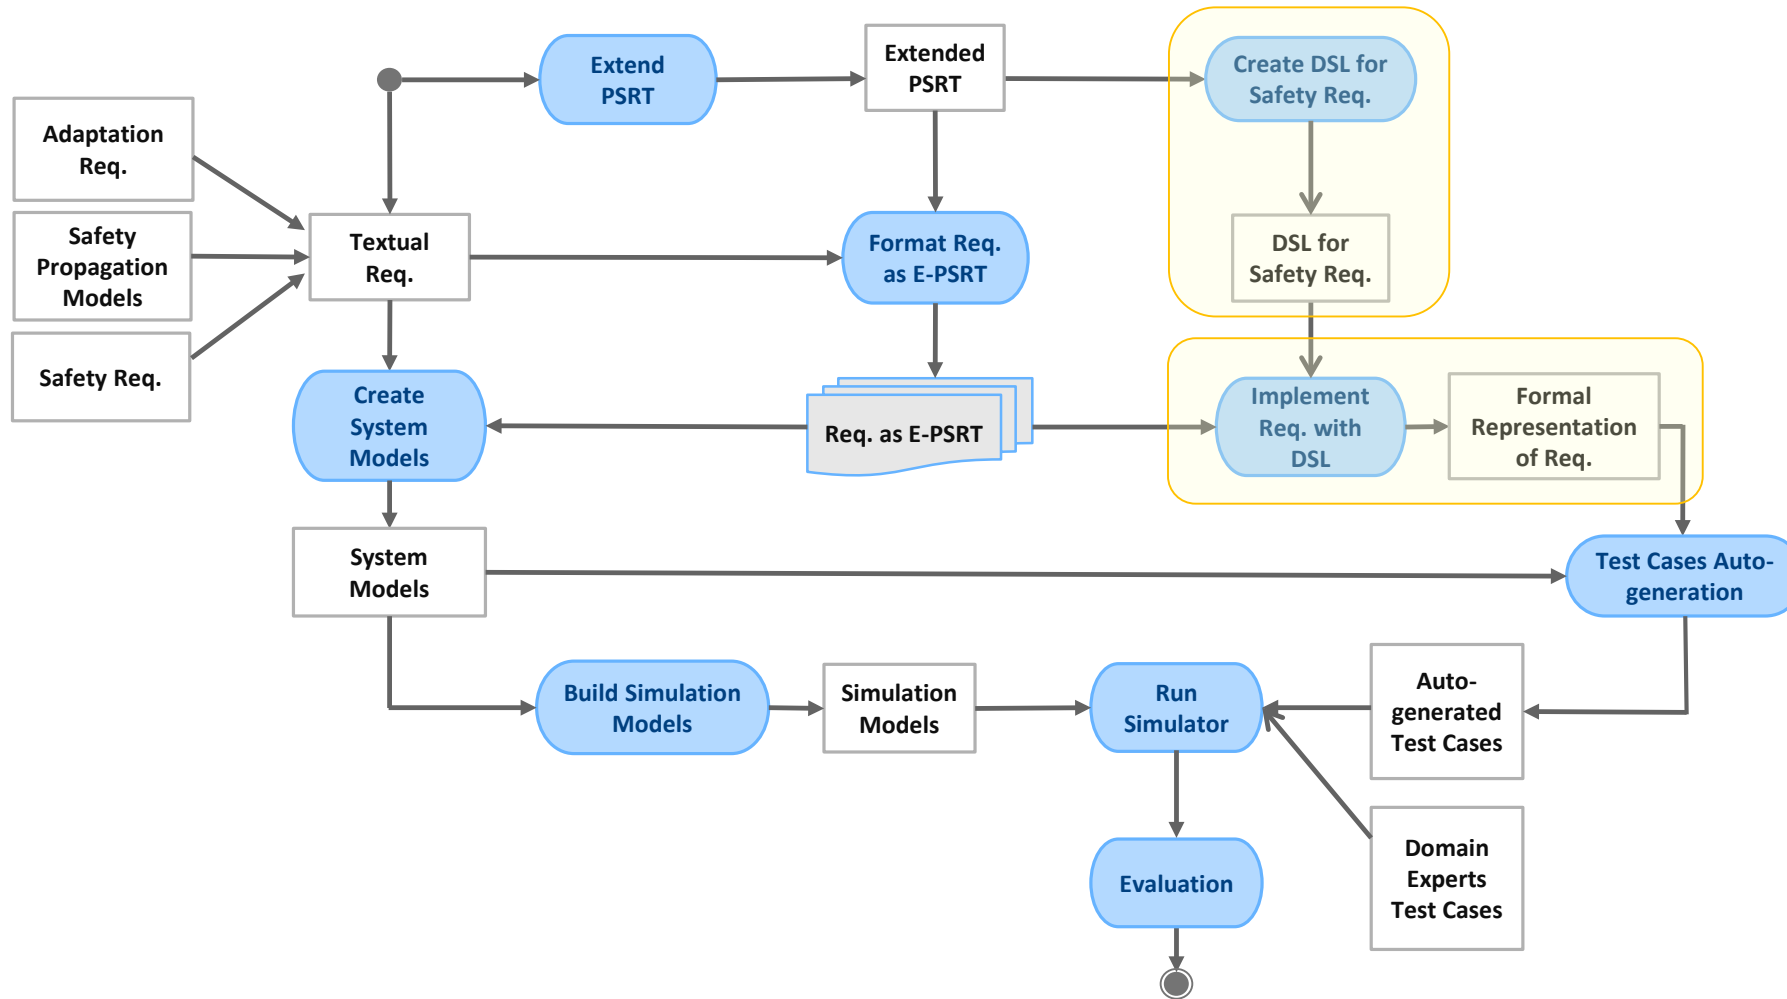 Extend
PSRT
Extended
PSRT
Create DSL for
Safety Req.
Adaptation
Req.
Safety
Propagation
Models
Safety Req.
Textual
Req.
Format Req.
as E-PSRT
DSL for
Safety Req.
Create
System
Models
Req. as E-PSRT
Implement
Req. with
DSL
Formal
Representation
of Req.
System
Models
Test Cases Auto-
generation
Build Simulation
Models
Simulation
Models
Run
Simulator
Auto-
generated
Test Cases
Evaluation
Domain
Experts
Test Cases